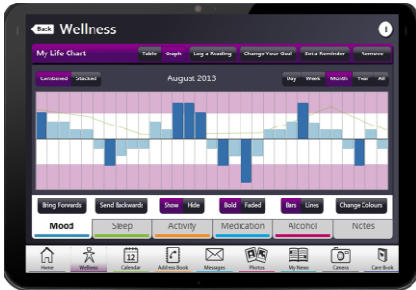 Back Wellness i
My Life Chart Table Graph Log a Reading Change Your Goal Set a Reminder Remove
Combined Stacked August 2013 Day Week Month Year All
Bring Forwards Send Backwards Show Hide Bold Faded Bars Lines Change Colours
Mood Sleep Activity Medication Alcohol Notes
12
Home Wellness Calendar Address Book Messages Photos My News Camera Care Book